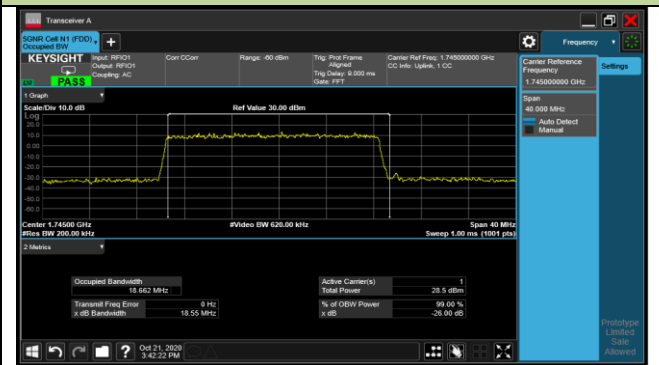 Transceiver A
5GNR Cell N1 (FDD)
Occupied BW
Frequency
KEYSIGHT
PASS
Input: RFIO1
Output: RFIO1
Coupling: AC
Corr CCorr
Range: -60 dBm
Trig: Prot Frame
Aligned
Trig Delay: 9.000 ms
Gate: FFT
Carrier Ref Freq: 1.745000000 GHz
CC Info: Uplink, 1 CC
Carrier Reference
Frequency
1.745000000 GHz
Settings
Span
40.000 MHz
Auto Detect
Manual
1 Graph
Scale/Div 10.0 dB
Ref Value 30.00 dBm
Log
20.0
10.0
0.00
-10.0
-20.0
-30.0
-40.0
-50.0
-60.0
Center 1.74500 GHz
#Video BW 620.00 kHz
Span 40 MHz
#Res BW 200.00 kHz
Sweep 1.00 ms (1001 pts)
2 Metrics
Occupied Bandwidth
18.662 MHz
Active Carrier(s) 1
Total Power 28.5 dBm
Transmit Freq Error 0 Hz
x dB Bandwidth 18.55 MHz
% of OBW Power 99.00 %
x dB -26.00 dB
Prototype
Limited
Sale
Allowed
Oct 21, 2020
3:42:22 PM